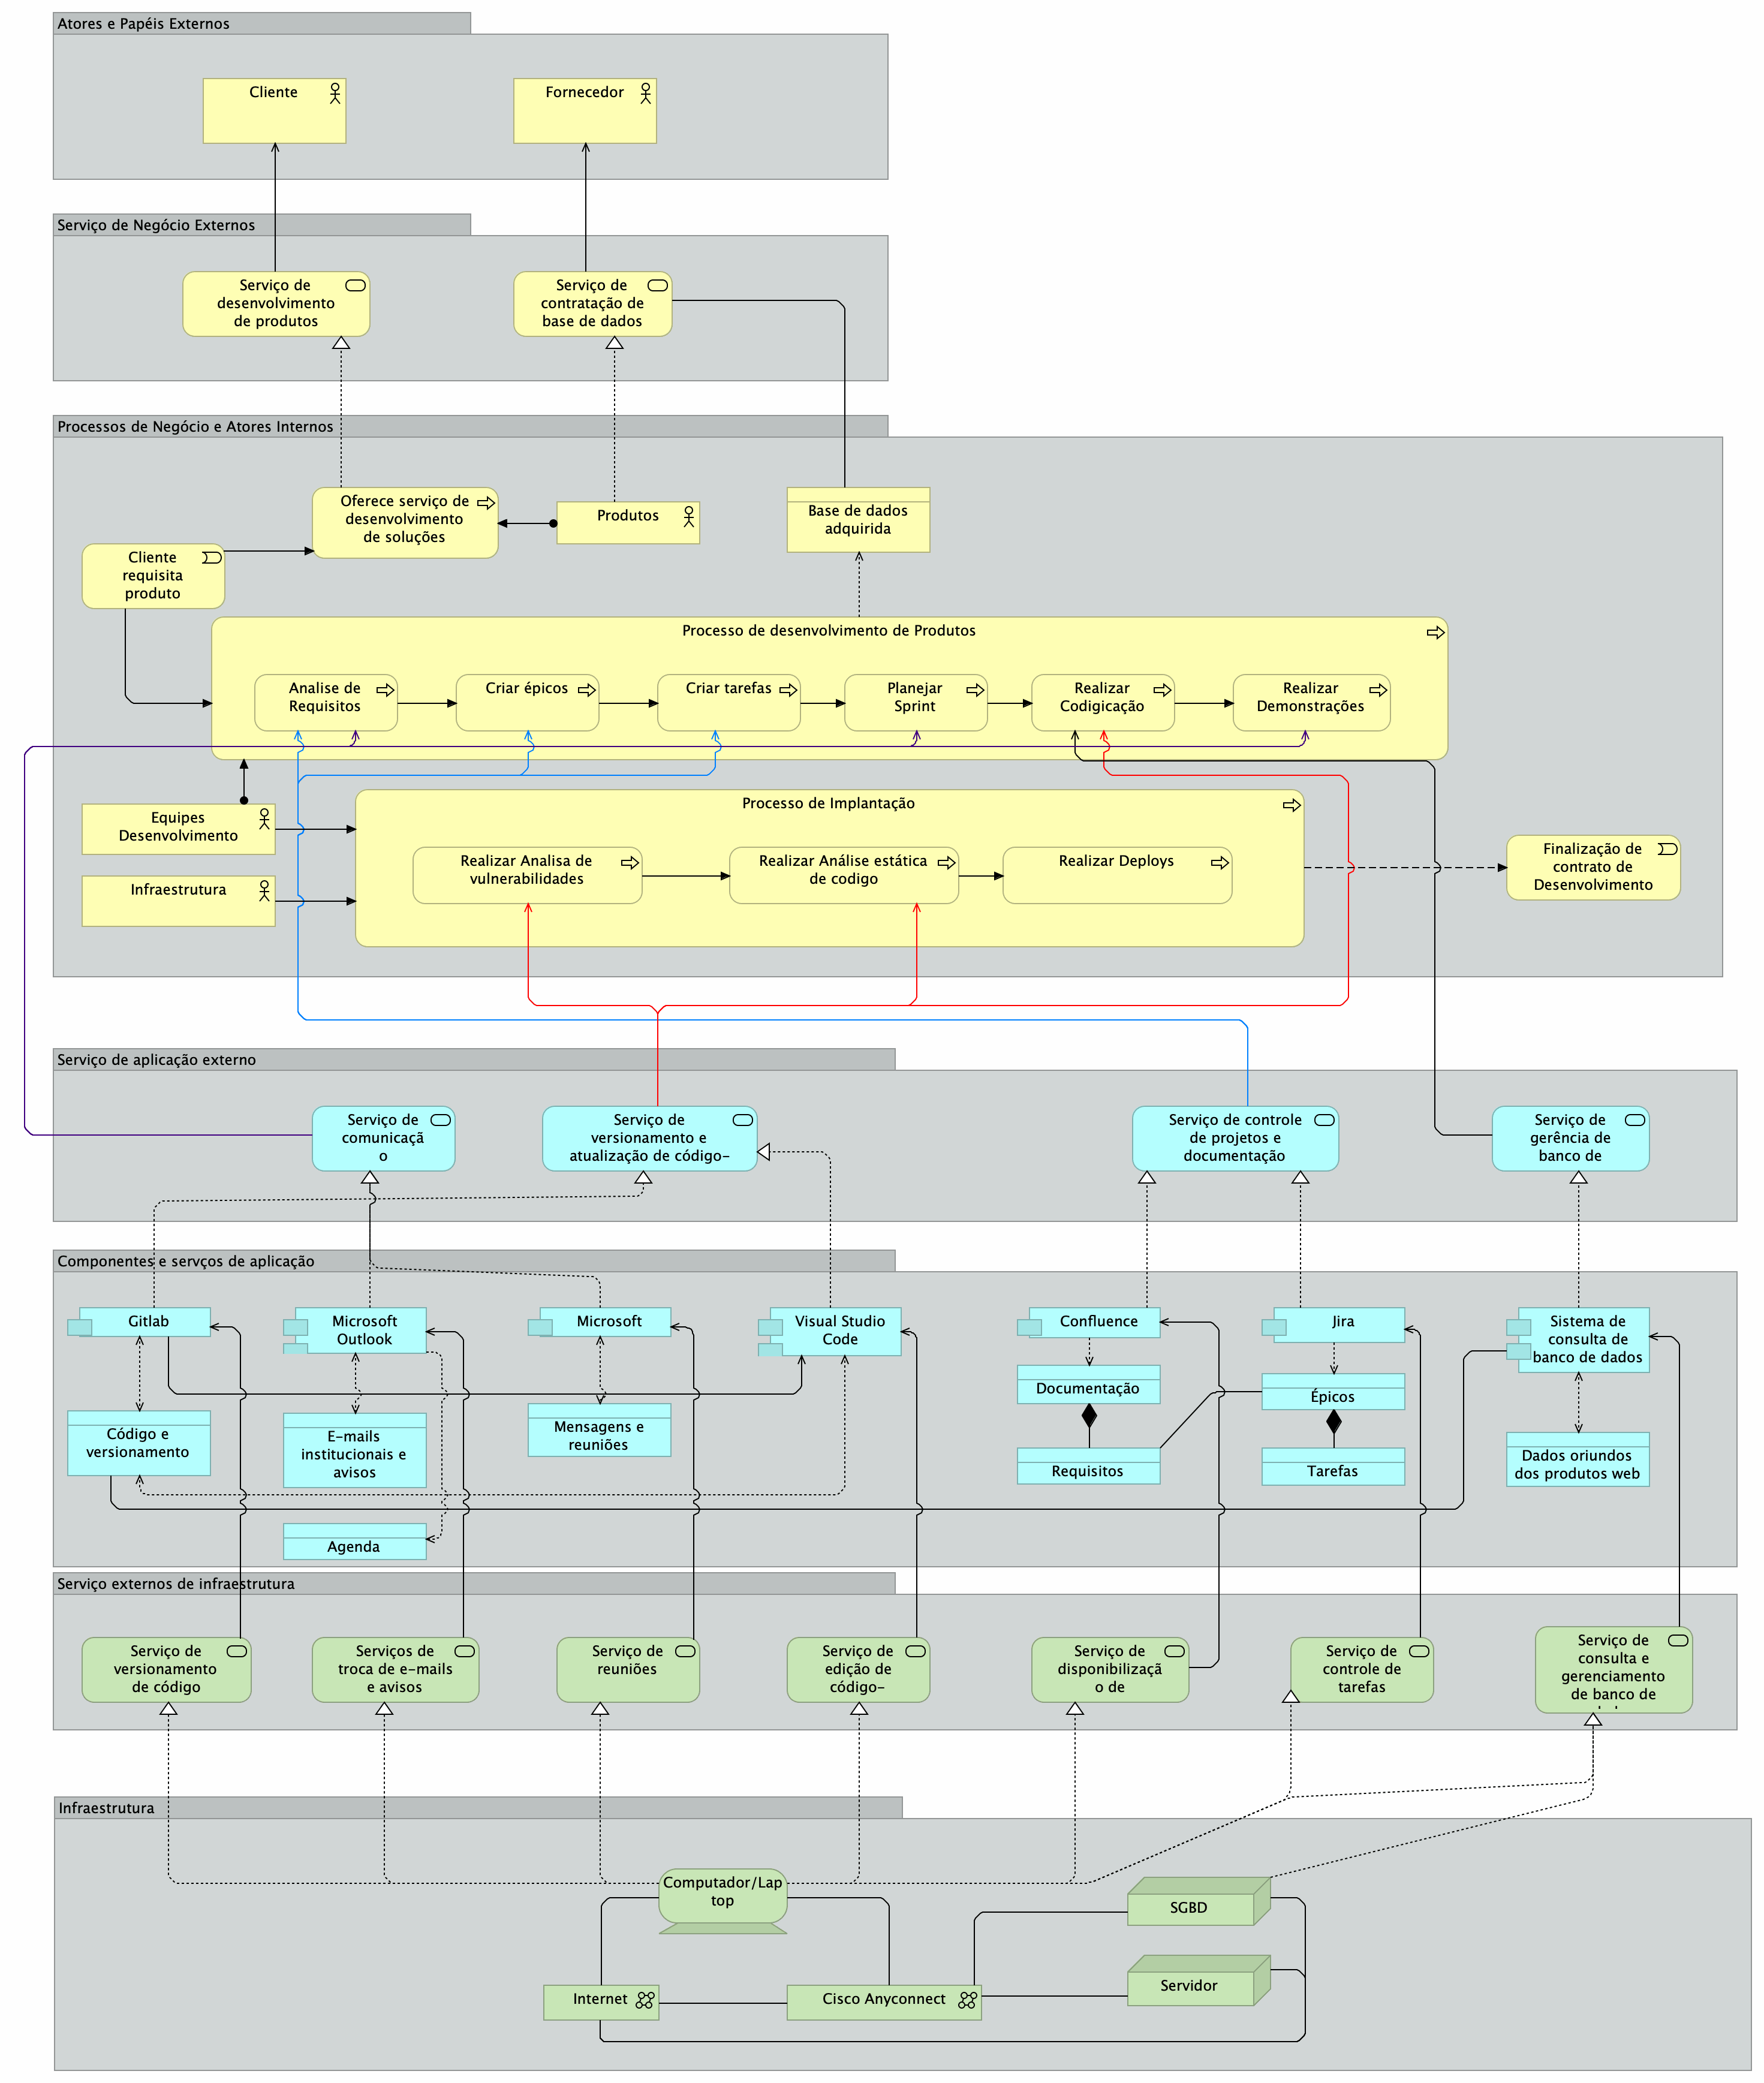 Atores e Papéis Externos
Cliente
Fornecedor
Serviço de Negócio Externos
Serviço de
desenvolvimento
de produtos
Serviço de
contratação de
base de dados
Processos de Negócio e Atores Internos
Oferece serviço de
desenvolvimento
de soluções
Produtos
Base de dados
adquirida
Cliente
requisita
produto
Processo de desenvolvimento de Produtos
Analise de
Requisitos
Criar épicos
Criar tarefas
Planejar
Sprint
Realizar
Codigicação
Realizar
Demonstrações
Equipes
Desenvolvimento
Infraestrutura
Processo de Implantação
Realizar Analisa de
vulnerabilidades
Realizar Análise estática
de codigo
Realizar Deploys
Finalização de
contrato de
Desenvolvimento
Serviço de aplicação externo
Serviço de
comunicaçã
o
Serviço de
versionamento e
atualização de código-
Serviço de controle
de projetos e
documentação
Serviço de
gerência de
banco de
Componentes e servços de aplicação
Gitlab
Microsoft
Outlook
Microsoft
Visual Studio
Code
Confluence
Jira
Sistema de
consulta de
banco de dados
Código e
versionamento
E-mails
institucionais e
avisos
Mensagens e
reuniões
Documentação
Requisitos
Épicos
Tarefas
Dados oriundos
dos produtos web
Agenda
Serviço externos de infraestrutura
Serviço de
versionamento
de código
Serviços de
troca de e-mails
e avisos
Serviço de
reuniões
Serviço de
edição de
código-
Serviço de
disponibilizaçã
o de
Serviço de
controle de
tarefas
Serviço de
consulta e
gerenciamento
de banco de
Infraestrutura
Computador/Lap
top
SGBD
Servidor
Internet
Cisco Anyconnect